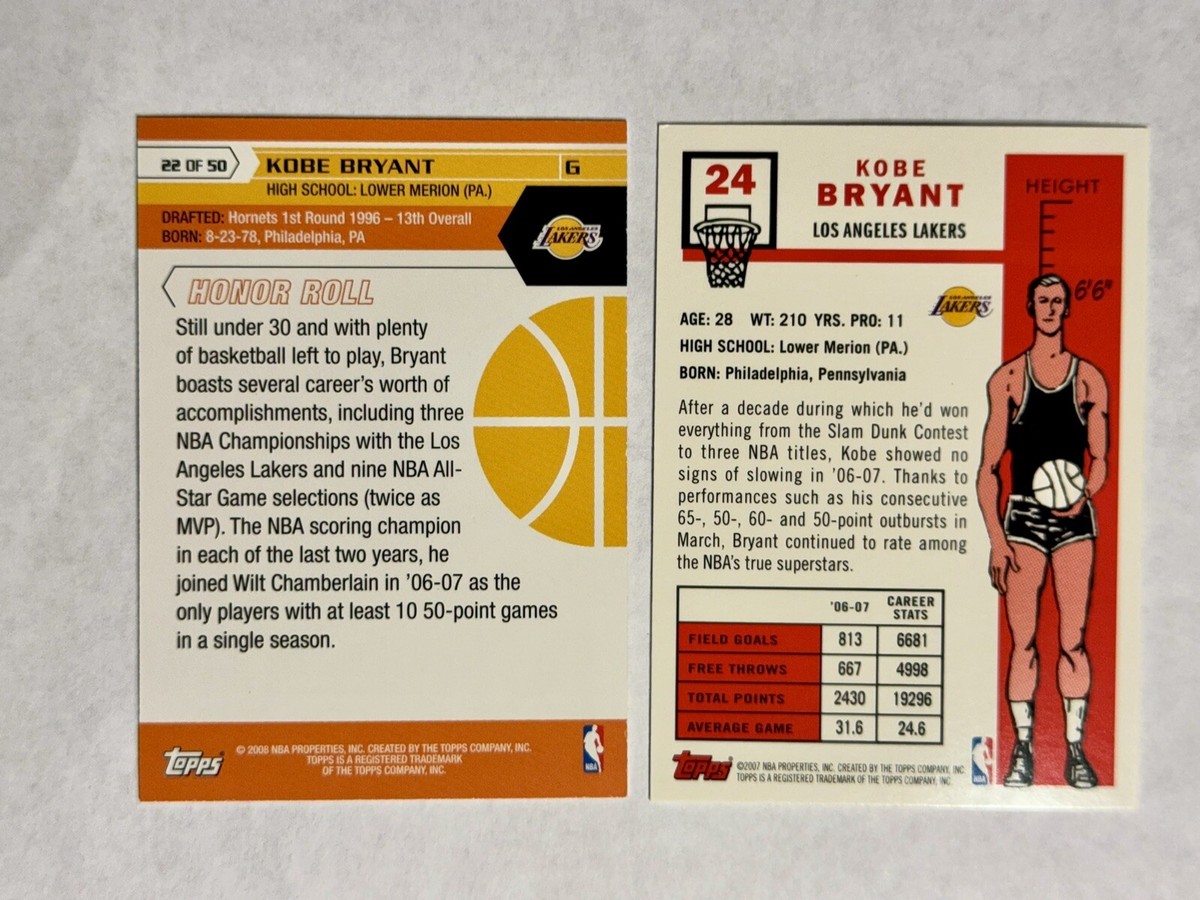 22 OF 50
KOBE BRYANT
G
HIGH SCHOOL: LOWER MERION (PA.)
DRAFTED: Hornets 1st Round 1996 – 13th Overall
BORN: 8-23-78, Philadelphia, PA
LOS ANGELES
LAKERS
HONOR ROLL
Still under 30 and with plenty
of basketball left to play, Bryant
boasts several career's worth of
accomplishments, including three
NBA Championships with the Los
Angeles Lakers and nine NBA All-
Star Game selections (twice as
MVP). The NBA scoring champion
in each of the last two years, he
joined Wilt Chamberlain in '06-07 as the
only players with at least 10 50-point games
in a single season.
Topps
© 2008 NBA PROPERTIES, INC. CREATED BY THE TOPPS COMPANY, INC.
TOPPS IS A REGISTERED TRADEMARK
OF THE TOPPS COMPANY, INC.
NBA
24
KOBE
BRYANT
LOS ANGELES LAKERS
HEIGHT
6'6"
LOS ANGELES
LAKERS
AGE: 28 WT: 210 YRS. PRO: 11
HIGH SCHOOL: Lower Merion (PA.)
BORN: Philadelphia, Pennsylvania
After a decade during which he'd won
everything from the Slam Dunk Contest
to three NBA titles, Kobe showed no
signs of slowing in '06-07. Thanks to
performances such as his consecutive
65-, 50-, 60- and 50-point outbursts in
March, Bryant continued to rate among
the NBA's true superstars.
'06-07 CAREER STATS
FIELD GOALS 813 6681
FREE THROWS 667 4998
TOTAL POINTS 2430 19296
AVERAGE GAME 31.6 24.6
Topps
©2007 NBA PROPERTIES, INC. CREATED BY THE TOPPS COMPANY, INC.
TOPPS IS A REGISTERED TRADEMARK OF THE TOPPS COMPANY, INC.
NBA